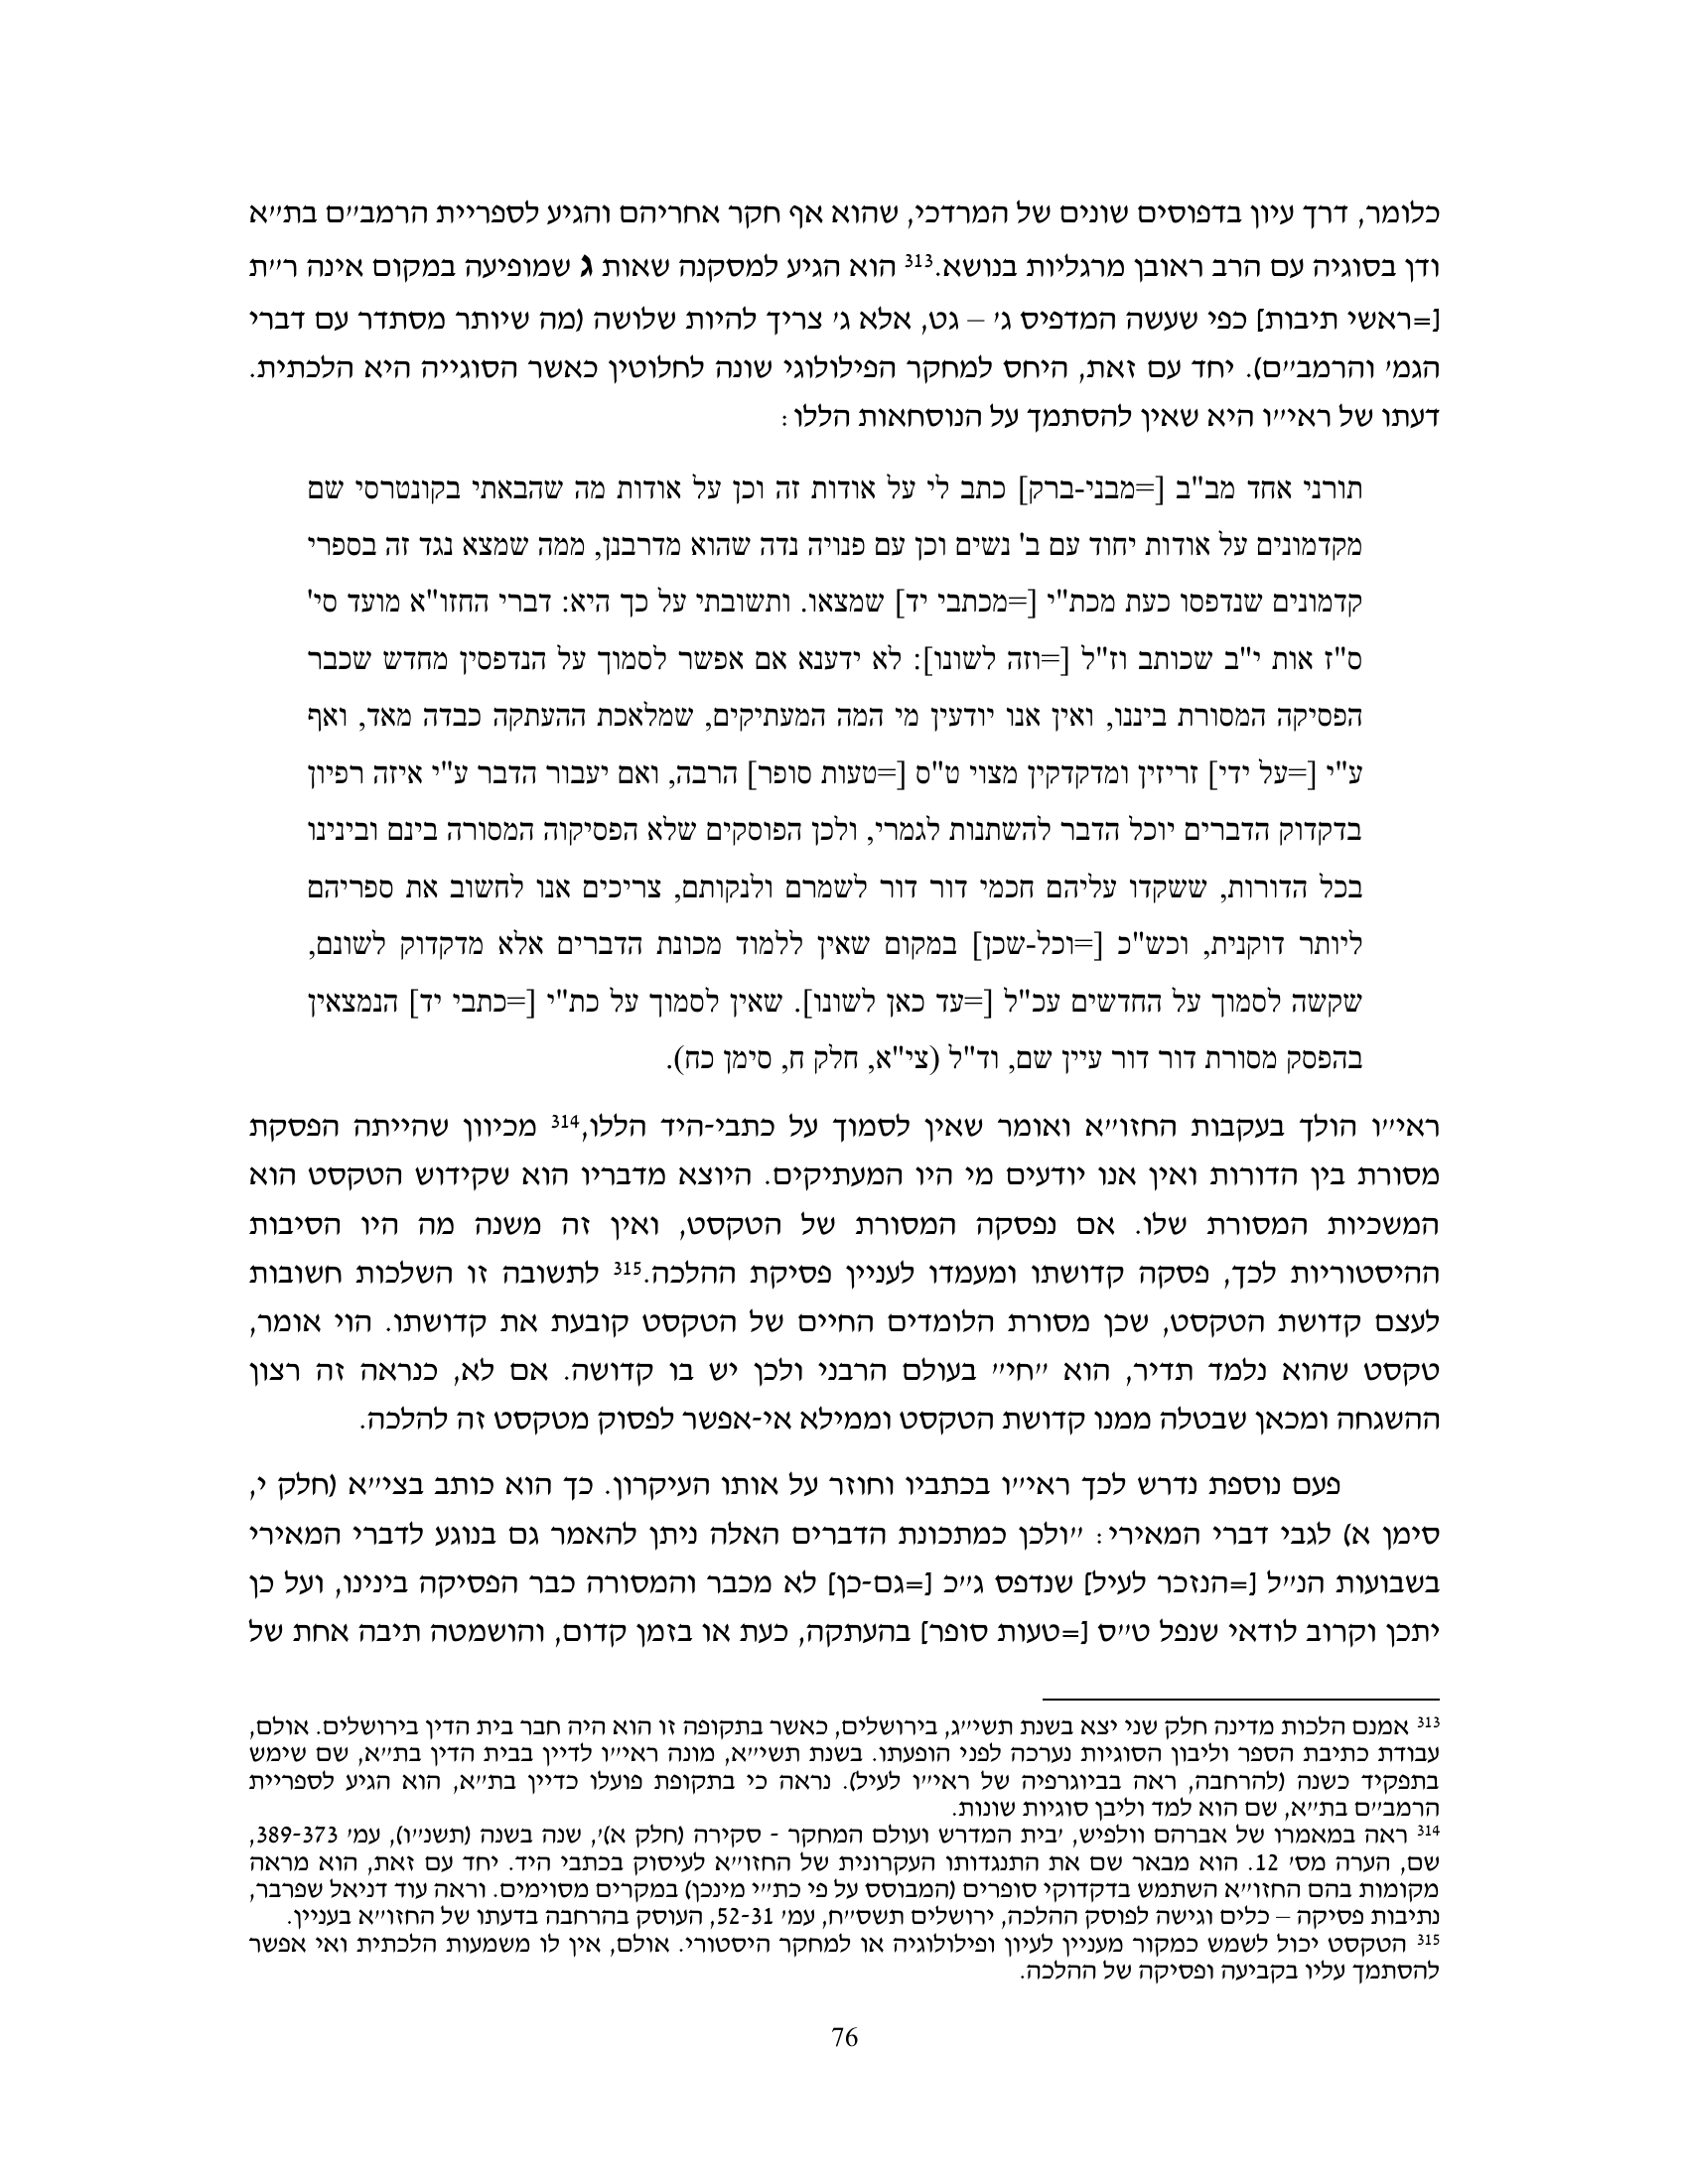 כלומר, דרך עיון בדפוסים שונים של המרדכי, שהוא אף חקר אחריהם והגיע לספריית הרמב״ם בת״א
ודן בסוגיה עם הרב ראובן מרגליות בנושא.³¹³ הוא הגיע למסקנה שאות ג שמופיעה במקום אינה ר״ת
[=ראשי תיבות] כפי שעשה המדפיס ג׳ – גט, אלא ג׳ צריך להיות שלושה (מה שיותר מסתדר עם דברי
הגמ׳ והרמב״ם). יחד עם זאת, היחס למחקר הפילולוגי שונה לחלוטין כאשר הסוגייה היא הלכתית.
דעתו של ראי״ו היא שאין להסתמך על הנוסחאות הללו:
תורני אחד מב"ב [=מבני-ברק] כתב לי על אודות זה וכן על אודות מה שהבאתי בקונטרסי שם
מקדמונים על אודות יחוד עם ב' נשים וכן עם פנויה נדה שהוא מדרבנן, ממה שמצא נגד זה בספרי
קדמונים שנדפסו כעת מכת"י [=מכתבי יד] שמצאו. ותשובתי על כך היא: דברי החזו"א מועד סי'
ס"ז אות י"ב שכותב וז"ל [=וזה לשונו]: לא ידענא אם אפשר לסמוך על הנדפסין מחדש שכבר
הפסיקה המסורת ביננו, ואין אנו יודעין מי המה המעתיקים, שמלאכת ההעתקה כבדה מאד, ואף
ע"י [=על ידי] זריזין ומדקדקין מצוי ט"ס [=טעות סופר] הרבה, ואם יעבור הדבר ע"י איזה רפיון
בדקדוק הדברים יוכל הדבר להשתנות לגמרי, ולכן הפוסקים שלא הפסיקוה המסורה בינם ובינינו
בכל הדורות, ששקדו עליהם חכמי דור דור לשמרם ולנקותם, צריכים אנו לחשוב את ספריהם
ליותר דוקנית, וכש"כ [=וכל-שכן] במקום שאין ללמוד מכונת הדברים אלא מדקדוק לשונם,
שקשה לסמוך על החדשים עכ"ל [=עד כאן לשונו]. שאין לסמוך על כת"י [=כתבי יד] הנמצאין
בהפסק מסורת דור דור עיין שם, וד"ל (צי"א, חלק ח, סימן כח).
ראי״ו הולך בעקבות החזו״א ואומר שאין לסמוך על כתבי-היד הללו,³¹⁴ מכיוון שהייתה הפסקת
מסורת בין הדורות ואין אנו יודעים מי היו המעתיקים. היוצא מדבריו הוא שקידוש הטקסט הוא
המשכיות המסורת שלו. אם נפסקה המסורת של הטקסט, ואין זה משנה מה היו הסיבות
ההיסטוריות לכך, פסקה קדושתו ומעמדו לעניין פסיקת ההלכה.³¹⁵ לתשובה זו השלכות חשובות
לעצם קדושת הטקסט, שכן מסורת הלומדים החיים של הטקסט קובעת את קדושתו. הוי אומר,
טקסט שהוא נלמד תדיר, הוא ״חי״ בעולם הרבני ולכן יש בו קדושה. אם לא, כנראה זה רצון
ההשגחה ומכאן שבטלה ממנו קדושת הטקסט וממילא אי-אפשר לפסוק מטקסט זה להלכה.
פעם נוספת נדרש לכך ראי״ו בכתביו וחוזר על אותו העיקרון. כך הוא כותב בצי״א (חלק י,
סימן א) לגבי דברי המאירי: ״ולכן כמתכונת הדברים האלה ניתן להאמר גם בנוגע לדברי המאירי
בשבועות הנ״ל [=הנזכר לעיל] שנדפס ג״כ [=גם-כן] לא מכבר והמסורה כבר הפסיקה בינינו, ועל כן
יתכן וקרוב לודאי שנפל ט״ס [=טעות סופר] בהעתקה, כעת או בזמן קדום, והושמטה תיבה אחת של
³¹³ אמנם הלכות מדינה חלק שני יצא בשנת תשי״ג, בירושלים, כאשר בתקופה זו הוא היה חבר בית הדין בירושלים. אולם,
עבודת כתיבת הספר וליבון הסוגיות נערכה לפני הופעתו. בשנת תשי״א, מונה ראי״ו לדיין בבית הדין בת״א, שם שימש
בתפקיד כשנה (להרחבה, ראה בביוגרפיה של ראי״ו לעיל). נראה כי בתקופת פועלו כדיין בת״א, הוא הגיע לספריית
הרמב״ם בת״א, שם הוא למד וליבן סוגיות שונות.
³¹⁴ ראה במאמרו של אברהם וולפיש, ׳בית המדרש ועולם המחקר - סקירה (חלק א)׳, שנה בשנה (תשנ״ו), עמ׳ 389-373,
שם, הערה מס׳ 12. הוא מבאר שם את התנגדותו העקרונית של החזו״א לעיסוק בכתבי היד. יחד עם זאת, הוא מראה
מקומות בהם החזו״א השתמש בדקדוקי סופרים (המבוסס על פי כת״י מינכן) במקרים מסוימים. וראה עוד דניאל שפרבר,
נתיבות פסיקה – כלים וגישה לפוסק ההלכה, ירושלים תשס״ח, עמ׳ 52-31, העוסק בהרחבה בדעתו של החזו״א בעניין.
³¹⁵ הטקסט יכול לשמש כמקור מעניין לעיון ופילולוגיה או למחקר היסטורי. אולם, אין לו משמעות הלכתית ואי אפשר
להסתמך עליו בקביעה ופסיקה של ההלכה.
76